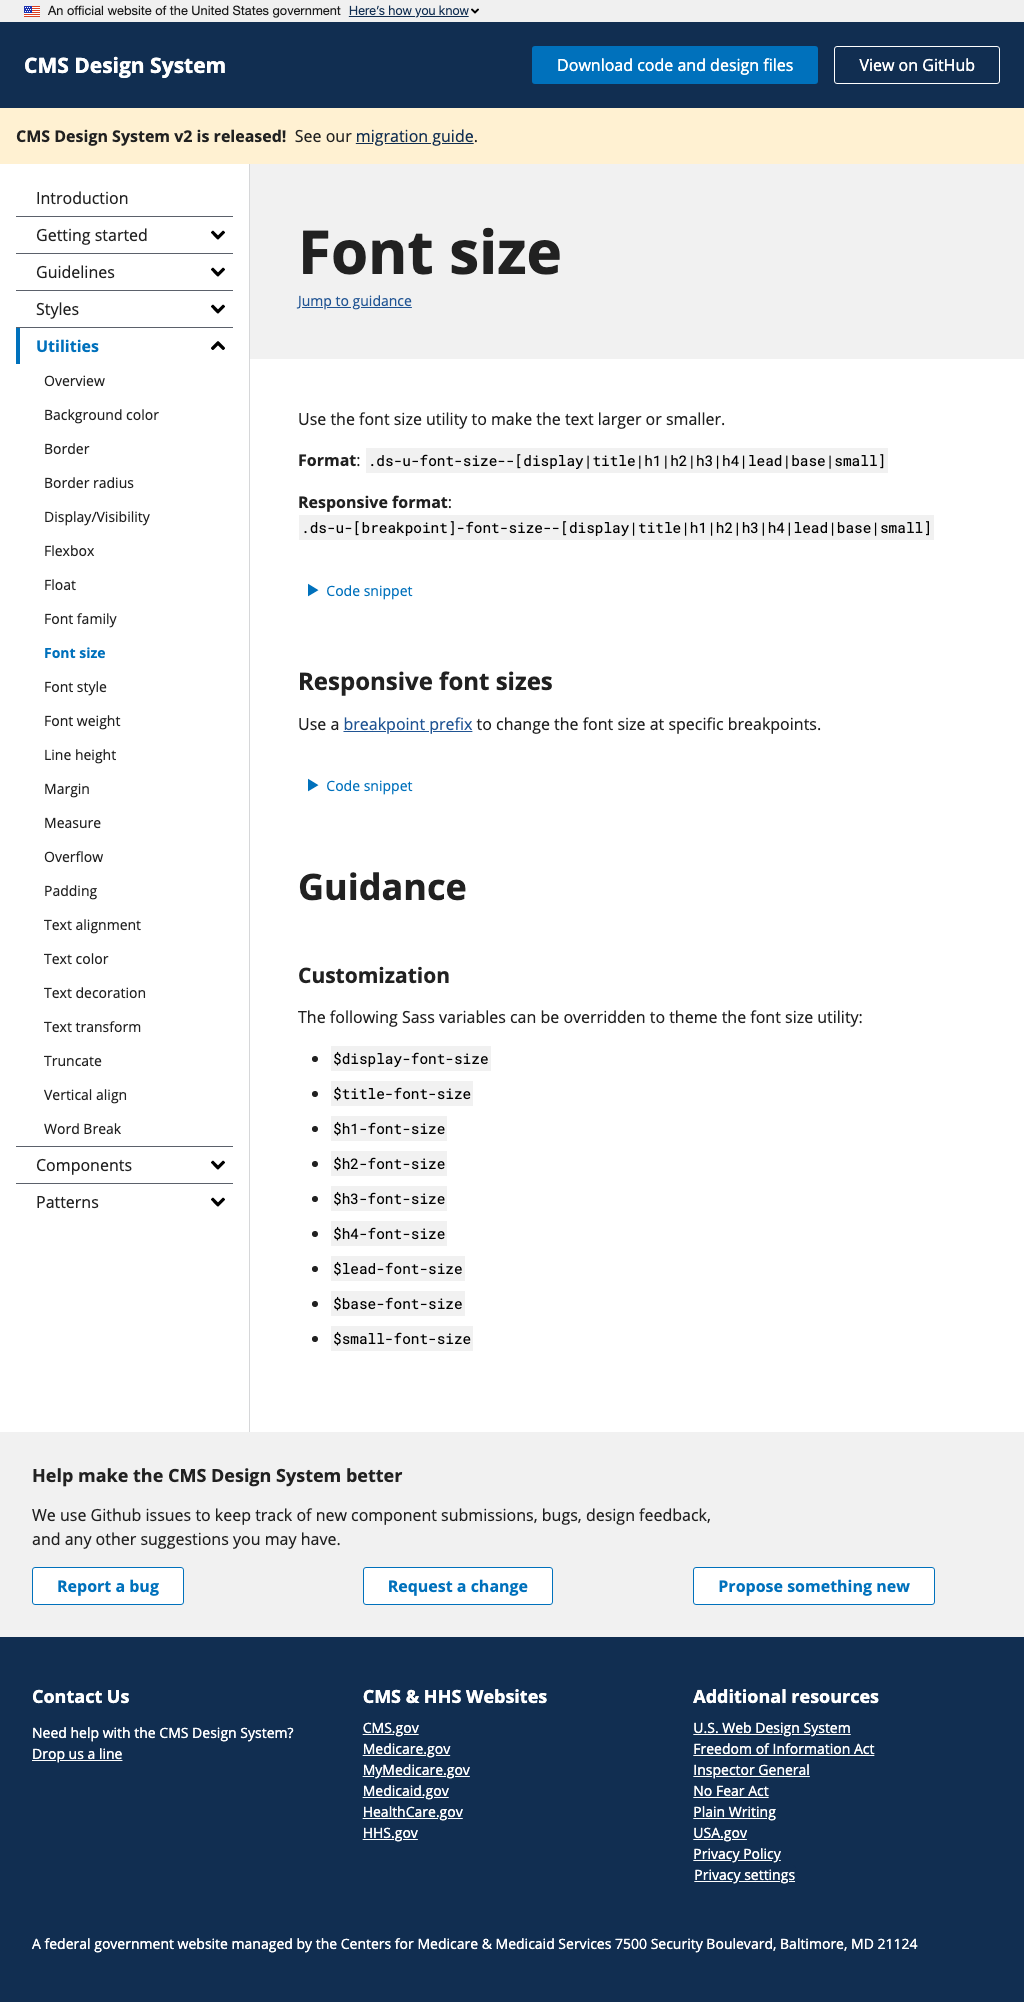 An official website of the United States government Here's how you know
CMS Design System
Download code and design files
View on GitHub
CMS Design System v2 is released! See our migration guide.
Introduction
Getting started
Guidelines
Styles
Utilities
Overview
Background color
Border
Border radius
Display/Visibility
Flexbox
Float
Font family
Font size
Font style
Font weight
Line height
Margin
Measure
Overflow
Padding
Text alignment
Text color
Text decoration
Text transform
Truncate
Vertical align
Word Break
Components
Patterns
Font size
Jump to guidance
Use the font size utility to make the text larger or smaller.
Format: .ds-u-font-size--[display|title|h1|h2|h3|h4|lead|base|small]
Responsive format:
.ds-u-[breakpoint]-font-size--[display|title|h1|h2|h3|h4|lead|base|small]
Code snippet
Responsive font sizes
Use a breakpoint prefix to change the font size at specific breakpoints.
Code snippet
Guidance
Customization
The following Sass variables can be overridden to theme the font size utility:
$display-font-size
$title-font-size
$h1-font-size
$h2-font-size
$h3-font-size
$h4-font-size
$lead-font-size
$base-font-size
$small-font-size
Help make the CMS Design System better
We use Github issues to keep track of new component submissions, bugs, design feedback,
and any other suggestions you may have.
Report a bug
Request a change
Propose something new
Contact Us
Need help with the CMS Design System?
Drop us a line
CMS & HHS Websites
CMS.gov
Medicare.gov
MyMedicare.gov
Medicaid.gov
HealthCare.gov
HHS.gov
Additional resources
U.S. Web Design System
Freedom of Information Act
Inspector General
No Fear Act
Plain Writing
USA.gov
Privacy Policy
Privacy settings
A federal government website managed by the Centers for Medicare & Medicaid Services 7500 Security Boulevard, Baltimore, MD 21124